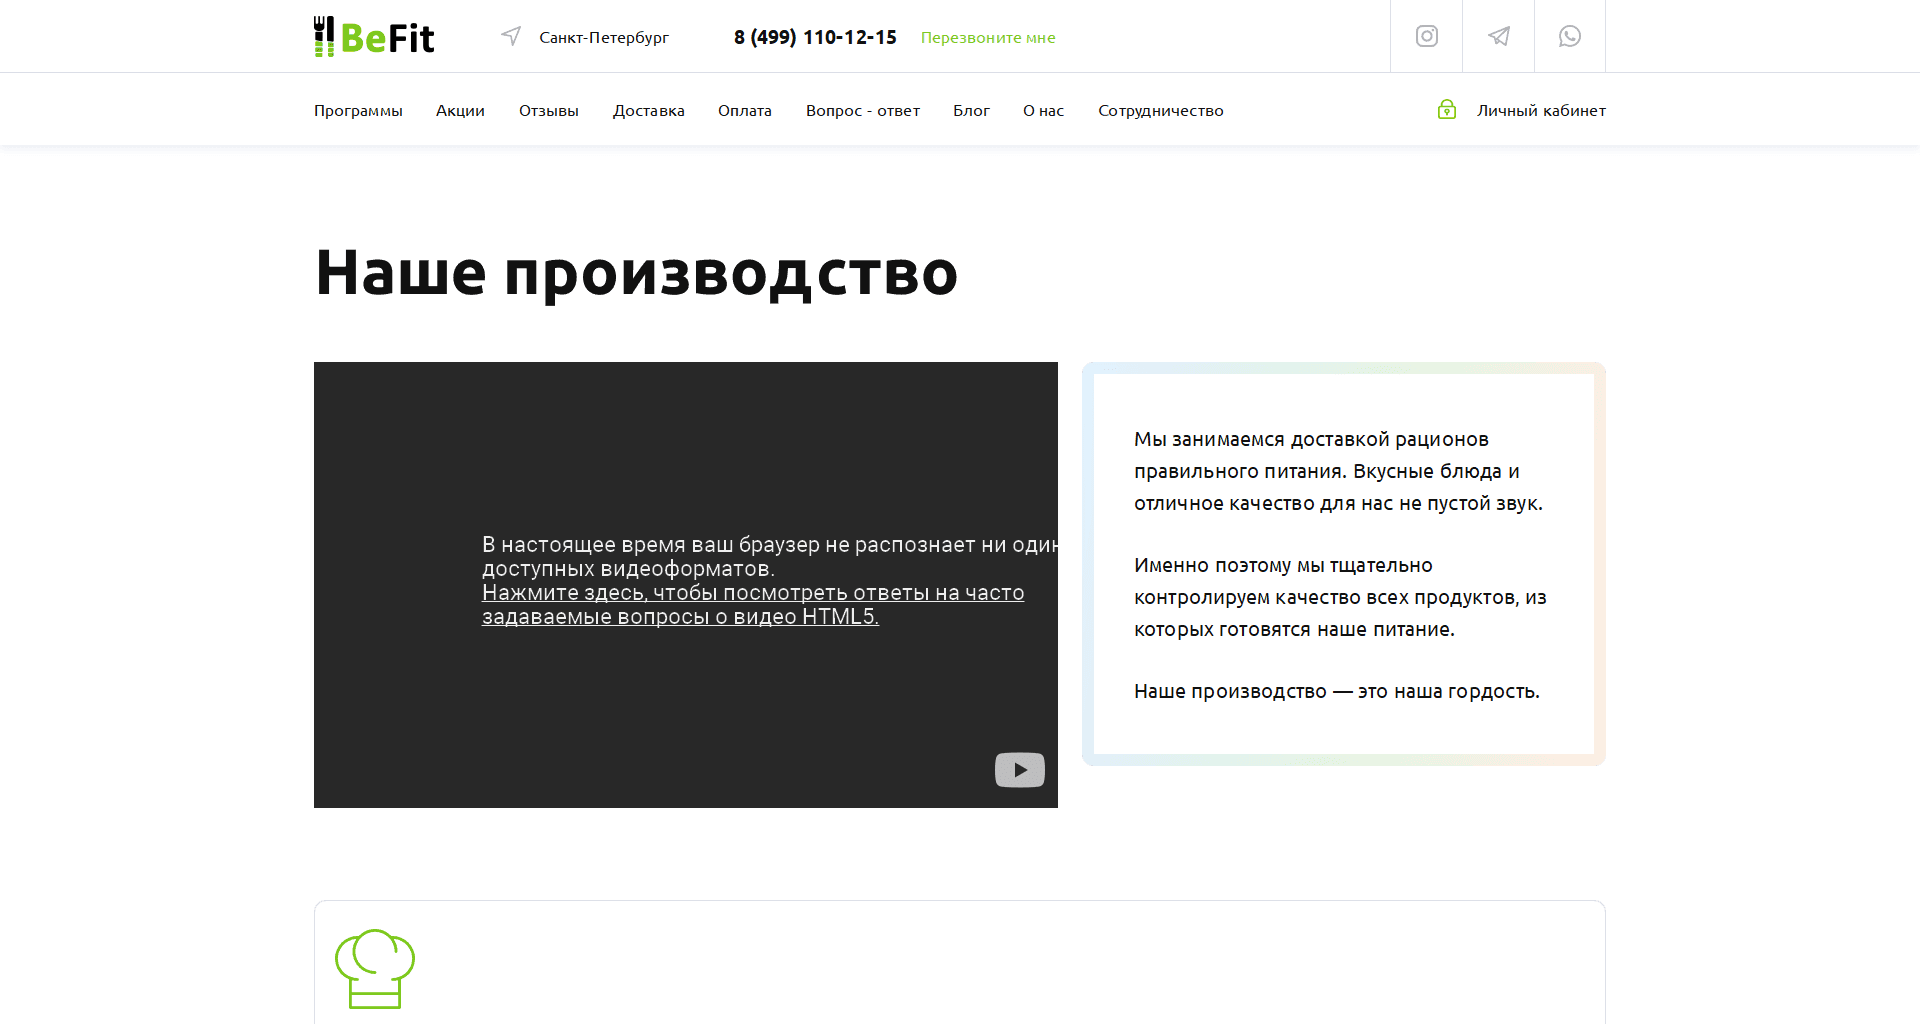 BeFit
Санкт-Петербург
8 (499) 110-12-15
Перезвоните мне
Программы
Акции
Отзывы
Доставка
Оплата
Вопрос - ответ
Блог
О нас
Сотрудничество
Личный кабинет
Наше производство
В настоящее время ваш браузер не распознает ни один
доступных видеоформатов.
Нажмите здесь, чтобы посмотреть ответы на часто
задаваемые вопросы о видео HTML5.
Мы занимаемся доставкой рационов
правильного питания. Вкусные блюда и
отличное качество для нас не пустой звук.
Именно поэтому мы тщательно
контролируем качество всех продуктов, из
которых готовятся наше питание.
Наше производство — это наша гордость.